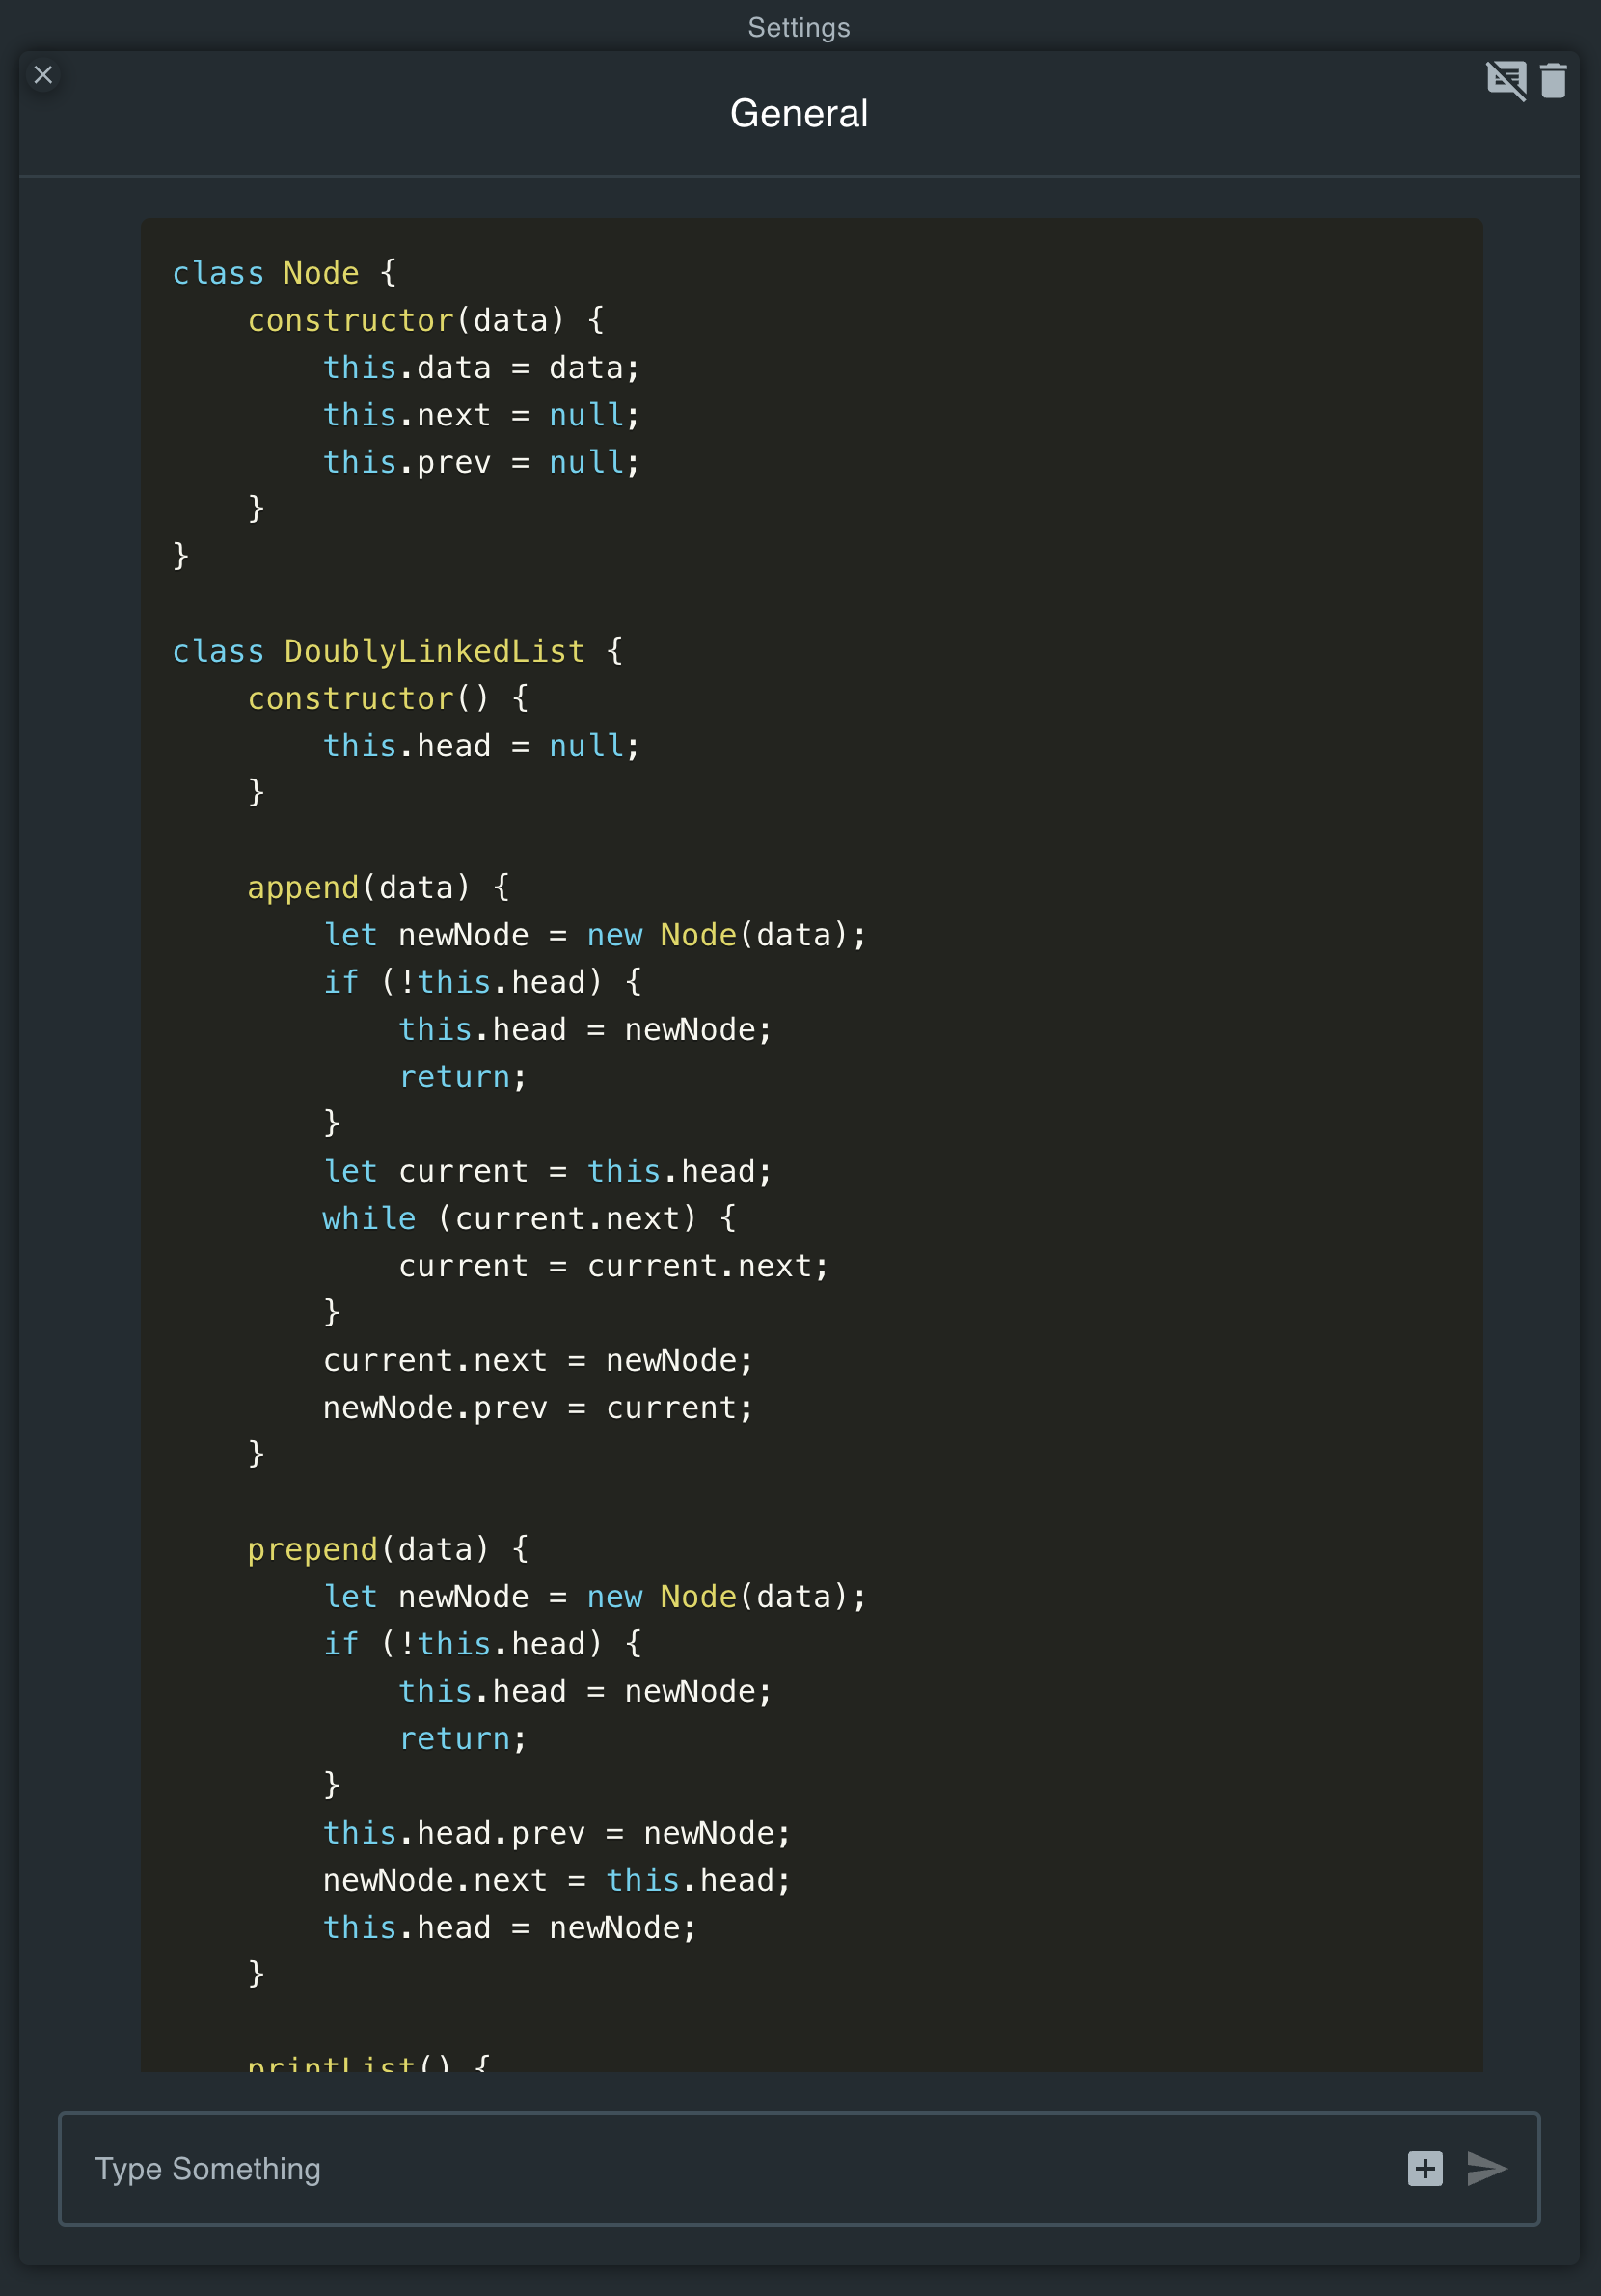 Settings
General
class Node {
    constructor(data) {
        this.data = data;
        this.next = null;
        this.prev = null;
    }
}

class DoublyLinkedList {
    constructor() {
        this.head = null;
    }

    append(data) {
        let newNode = new Node(data);
        if (!this.head) {
            this.head = newNode;
            return;
        }
        let current = this.head;
        while (current.next) {
            current = current.next;
        }
        current.next = newNode;
        newNode.prev = current;
    }

    prepend(data) {
        let newNode = new Node(data);
        if (!this.head) {
            this.head = newNode;
            return;
        }
        this.head.prev = newNode;
        newNode.next = this.head;
        this.head = newNode;
    }

    printList() {
Type Something